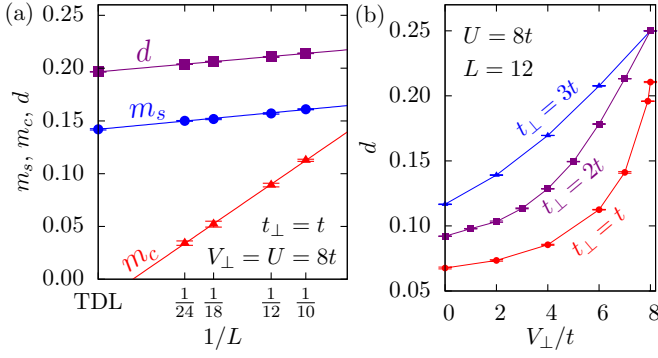 (a)
0.25
0.20
0.15
0.10
0.05
0.00
m_s, m_c, d
d
m_s
m_c
t_⊥ = t
V_⊥ = U = 8t
TDL
1/24
1/18
1/12
1/10
1/L
(b)
0.25
0.20
0.15
0.10
0.05
d
U = 8t
L = 12
t_⊥ = 3t
t_⊥ = 2t
t_⊥ = t
0 2 4 6 8
V_⊥/t